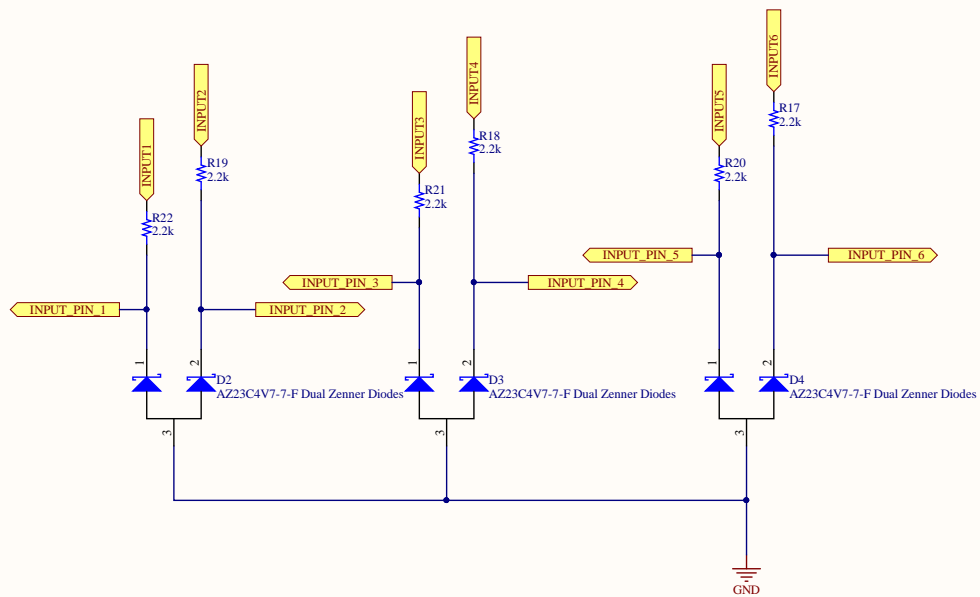 INPUT6
INPUT4
INPUT2
INPUT5
INPUT3
INPUT1
R17
2.2k
R18
2.2k
R19
2.2k
R20
2.2k
R21
2.2k
R22
2.2k
INPUT_PIN_5
INPUT_PIN_6
INPUT_PIN_3
INPUT_PIN_4
INPUT_PIN_1
INPUT_PIN_2
1
2
1
2
1
2
D2
AZ23C4V7-7-F Dual Zenner Diodes
D3
AZ23C4V7-7-F Dual Zenner Diodes
D4
AZ23C4V7-7-F Dual Zenner Diodes
3
3
3
GND